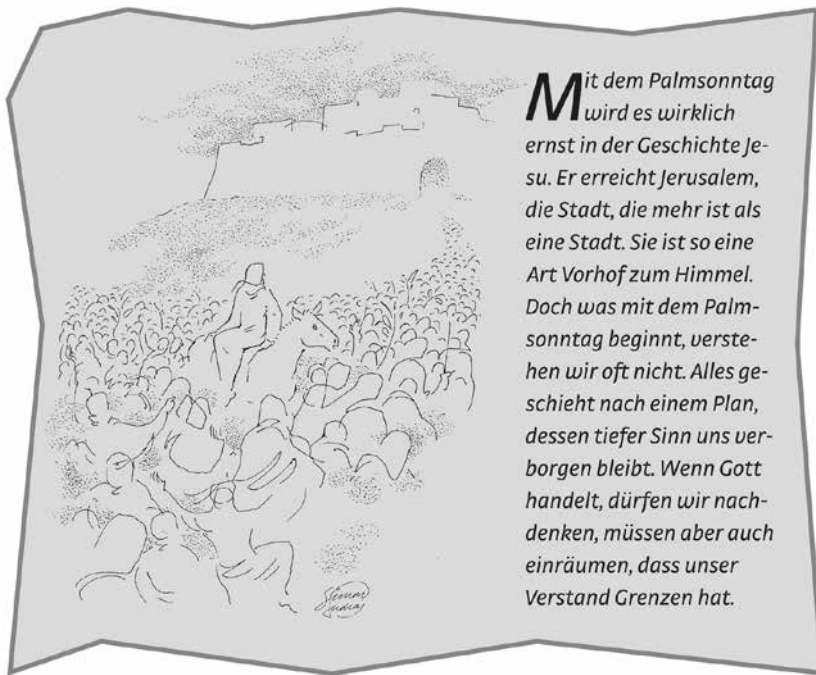 Mit dem Palmsonntag
wird es wirklich
ernst in der Geschichte Je-
su. Er erreicht Jerusalem,
die Stadt, die mehr ist als
eine Stadt. Sie ist so eine
Art Vorhof zum Himmel.
Doch was mit dem Palm-
sonntag beginnt, verste-
hen wir oft nicht. Alles ge-
schieht nach einem Plan,
dessen tiefer Sinn uns ver-
borgen bleibt. Wenn Gott
handelt, dürfen wir nach-
denken, müssen aber auch
einräumen, dass unser
Verstand Grenzen hat.